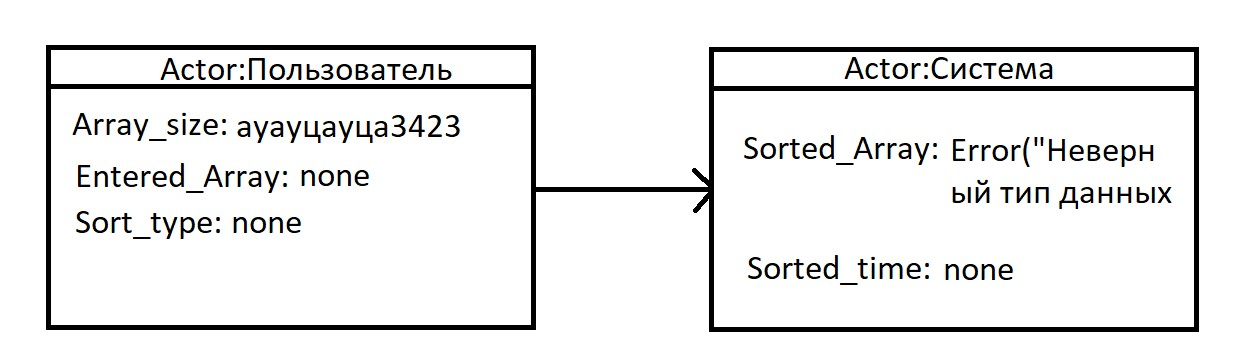 Actor:Пользователь
Array_size: ауауцауца3423
Entered_Array: none
Sort_type: none
Actor:Система
Sorted_Array: Error("Неверн
ый тип данных
Sorted_time: none